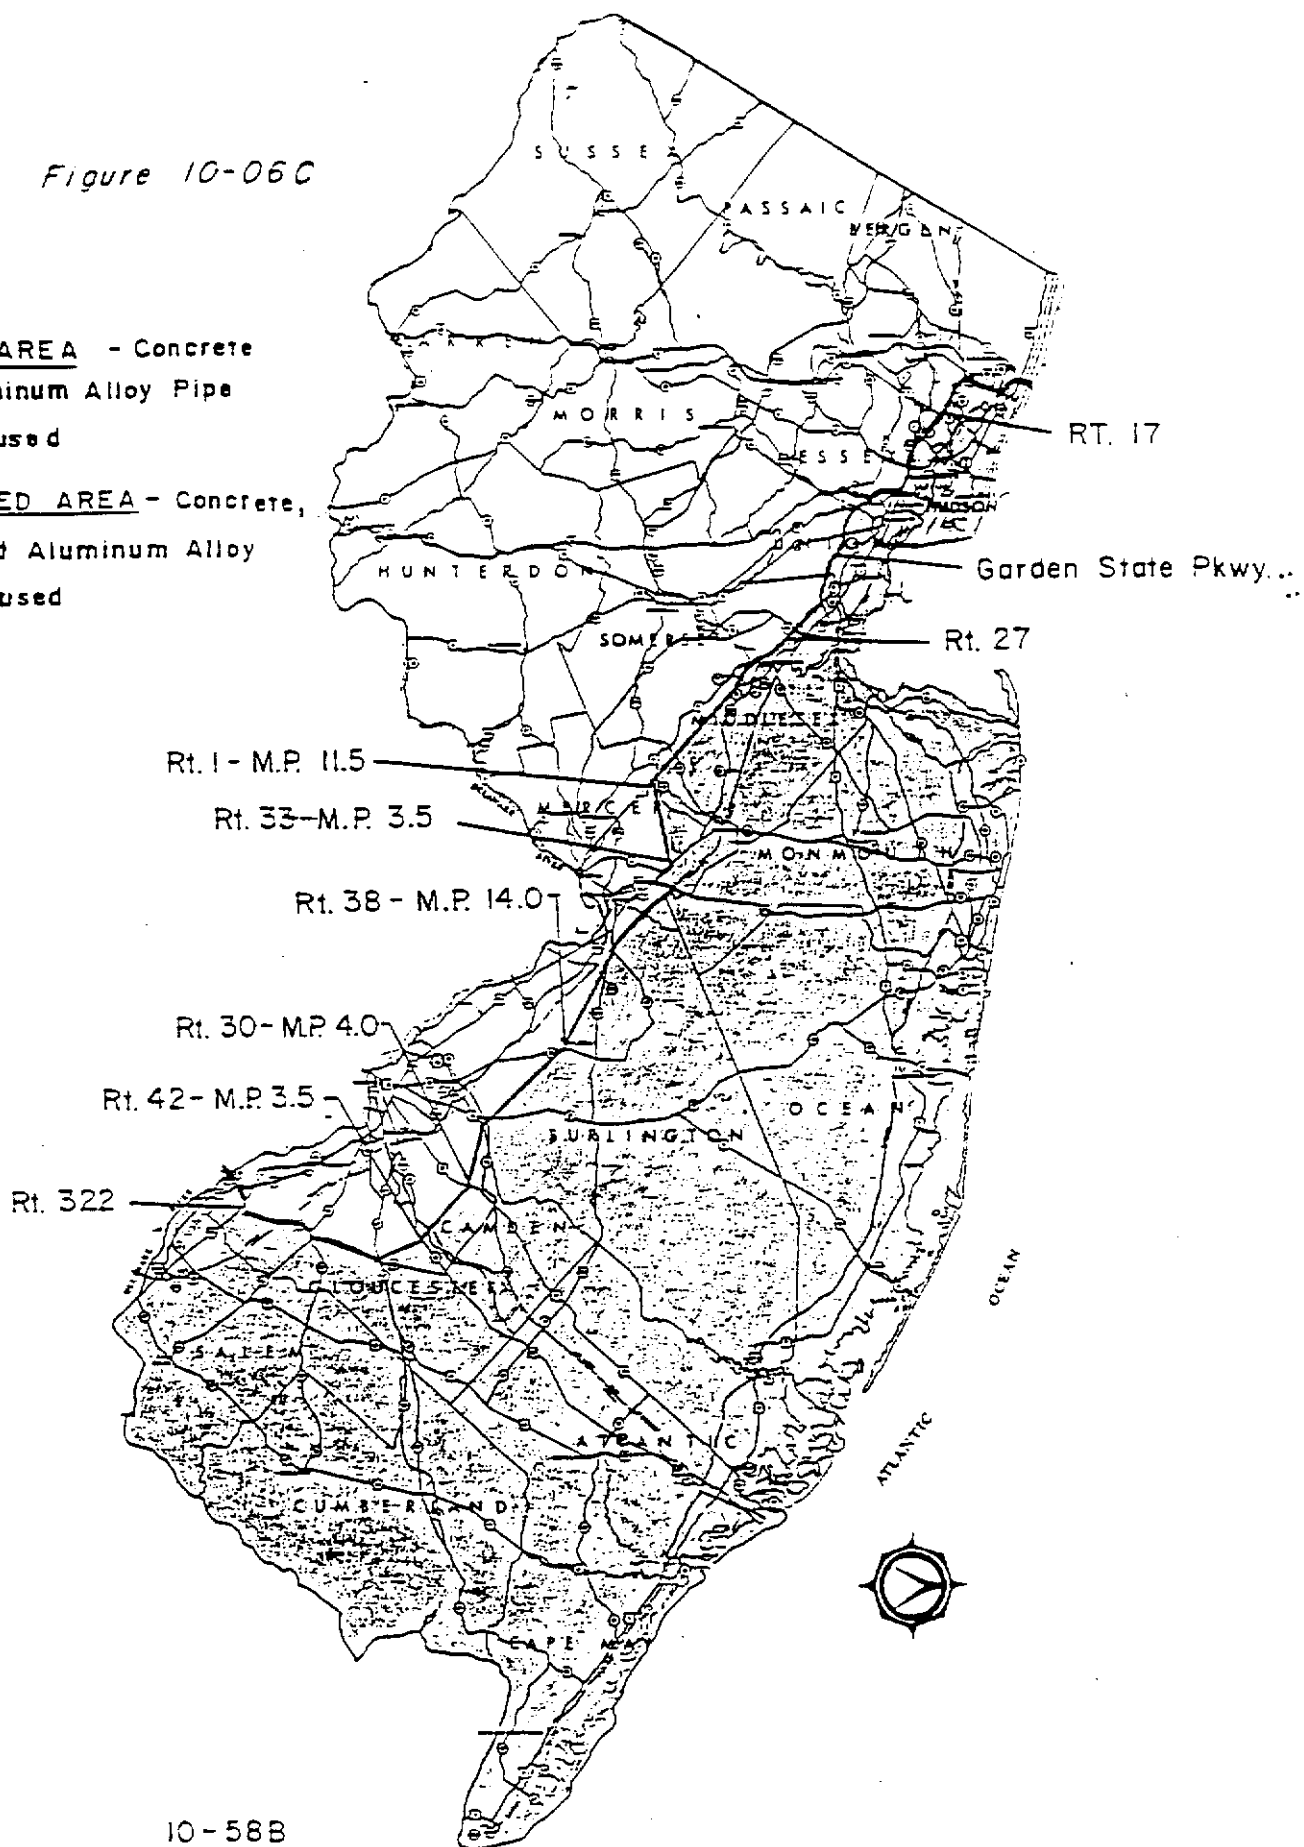 Figure 10-06C
AREA - Concrete
minum Alloy Pipe
used
ED AREA - Concrete,
Aluminum Alloy
used
SUSSEX
PASSAIC
BERGEN
MORRIS
ESSEX
RT. 17
HUDSON
HUNTERDON
Garden State Pkwy...
SOMERSET
Rt. 27
MIDDLESEX
Rt. 1 - M.P. 11.5
MERCER
Rt. 33-M.P. 3.5
MONMOUTH
Rt. 38 - M.P. 14.0
Rt. 30-M.P. 4.0
Rt. 42-M.P. 3.5
OCEAN
BURLINGTON
Rt. 322
CAMDEN
GLOUCESTER
OCEAN
SALEM
ATLANTIC
ATLANTIC
CUMBERLAND
CAPE MAY
10-58B